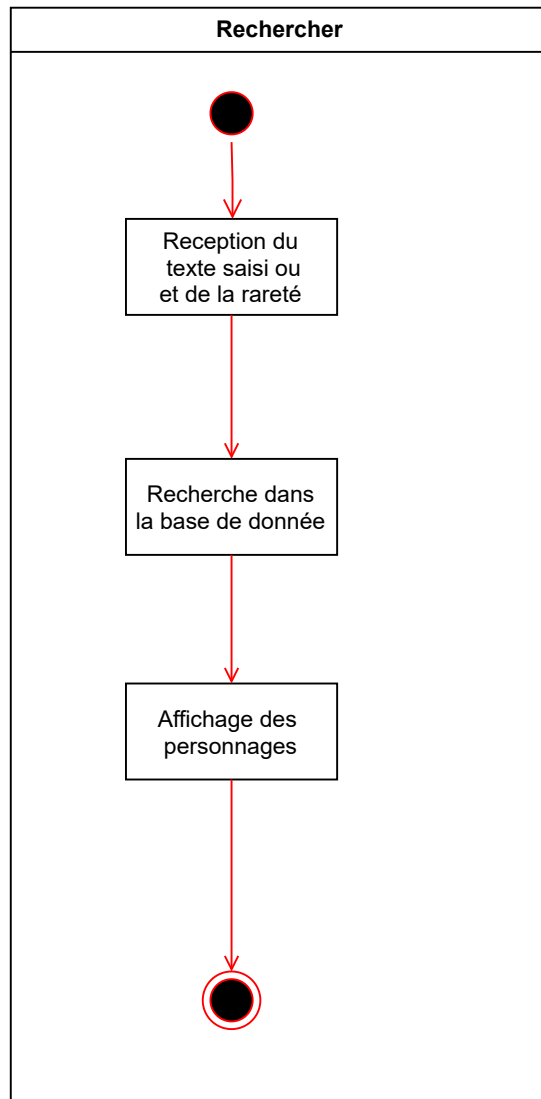 Rechercher
Reception du
texte saisi ou
et de la rareté
Recherche dans
la base de donnée
Affichage des
personnages